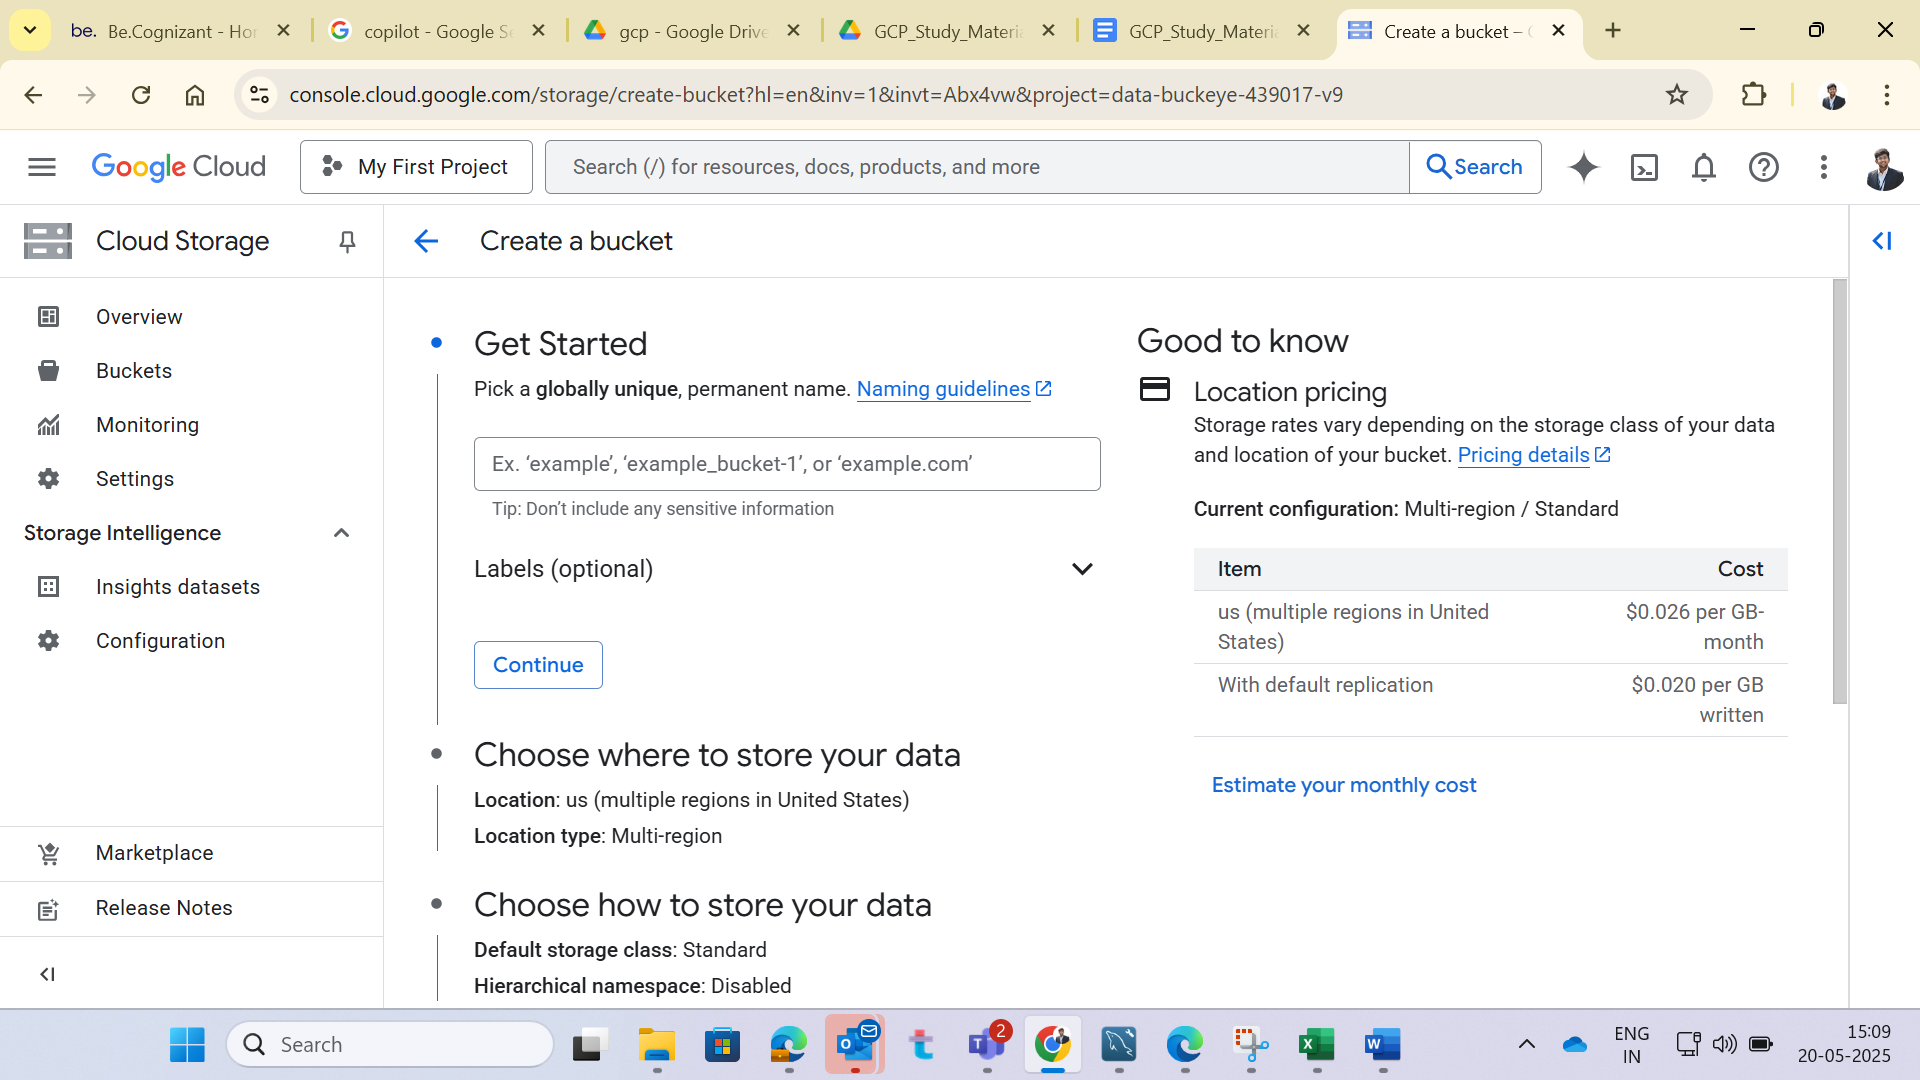 be. Be.Cognizant - Hor
copilot - Google Se
gcp - Google Drive
GCP_Study_Materia
GCP_Study_Materia
Create a bucket –
console.cloud.google.com/storage/create-bucket?hl=en&inv=1&invt=Abx4vw&project=data-buckeye-439017-v9
Google Cloud
My First Project
Search (/) for resources, docs, products, and more
Search
Cloud Storage
Create a bucket
Overview
Buckets
Monitoring
Settings
Storage Intelligence
Insights datasets
Configuration
Marketplace
Release Notes
Get Started
Pick a globally unique, permanent name. Naming guidelines
Ex. ‘example’, ‘example_bucket-1’, or ‘example.com’
Tip: Don’t include any sensitive information
Labels (optional)
Continue
Choose where to store your data
Location: us (multiple regions in United States)
Location type: Multi-region
Choose how to store your data
Default storage class: Standard
Hierarchical namespace: Disabled
Good to know
Location pricing
Storage rates vary depending on the storage class of your data
and location of your bucket. Pricing details
Current configuration: Multi-region / Standard
Item Cost
us (multiple regions in United $0.026 per GB-
States) month
With default replication $0.020 per GB
written
Estimate your monthly cost
Search
2
ENG
IN
15:09
20-05-2025